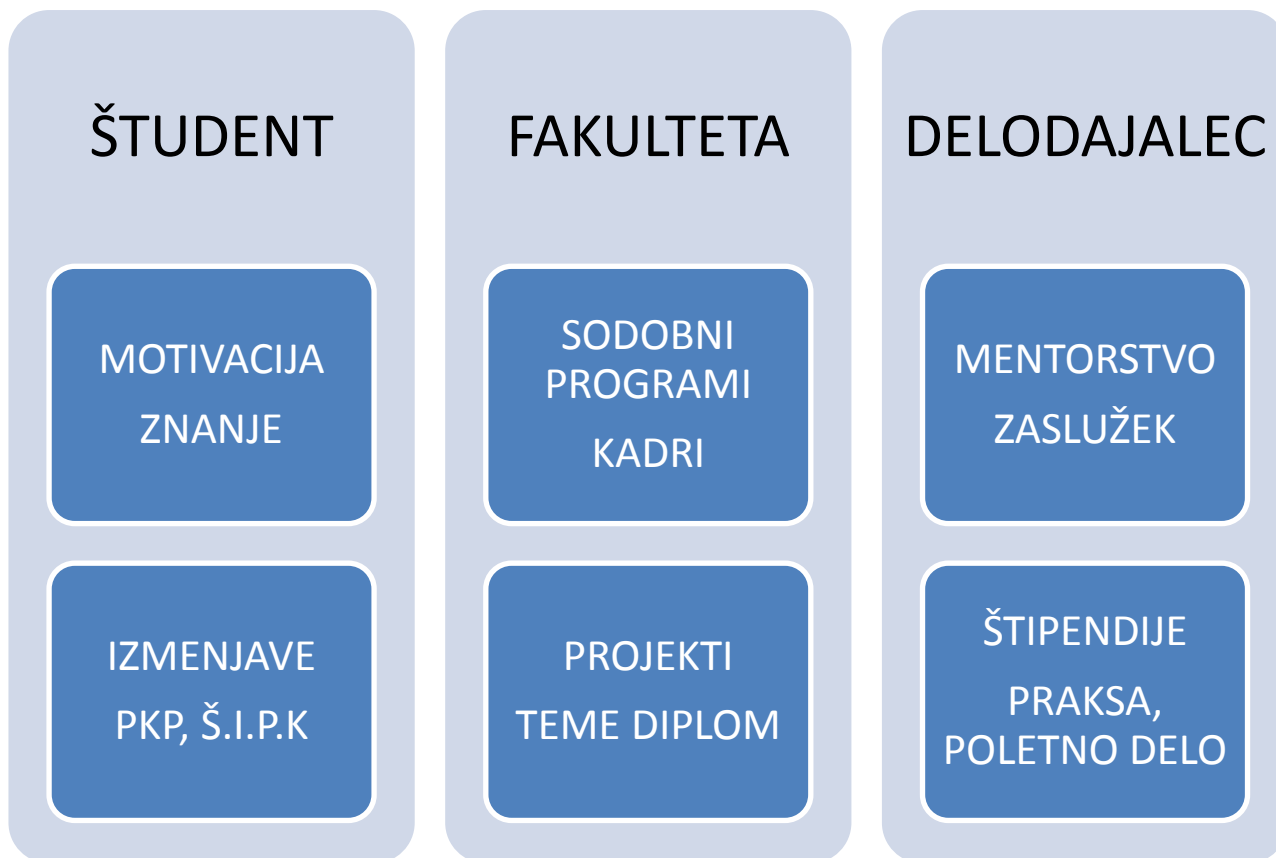 ŠTUDENT
MOTIVACIJA
ZNANJE
IZMENJAVE
PKP, Š.I.P.K
FAKULTETA
SODOBNI
PROGRAMI
KADRI
PROJEKTI
TEME DIPLOM
DELODAJALEC
MENTORSTVO
ZASLUŽEK
ŠTIPENDIJE
PRAKSA,
POLETNO DELO